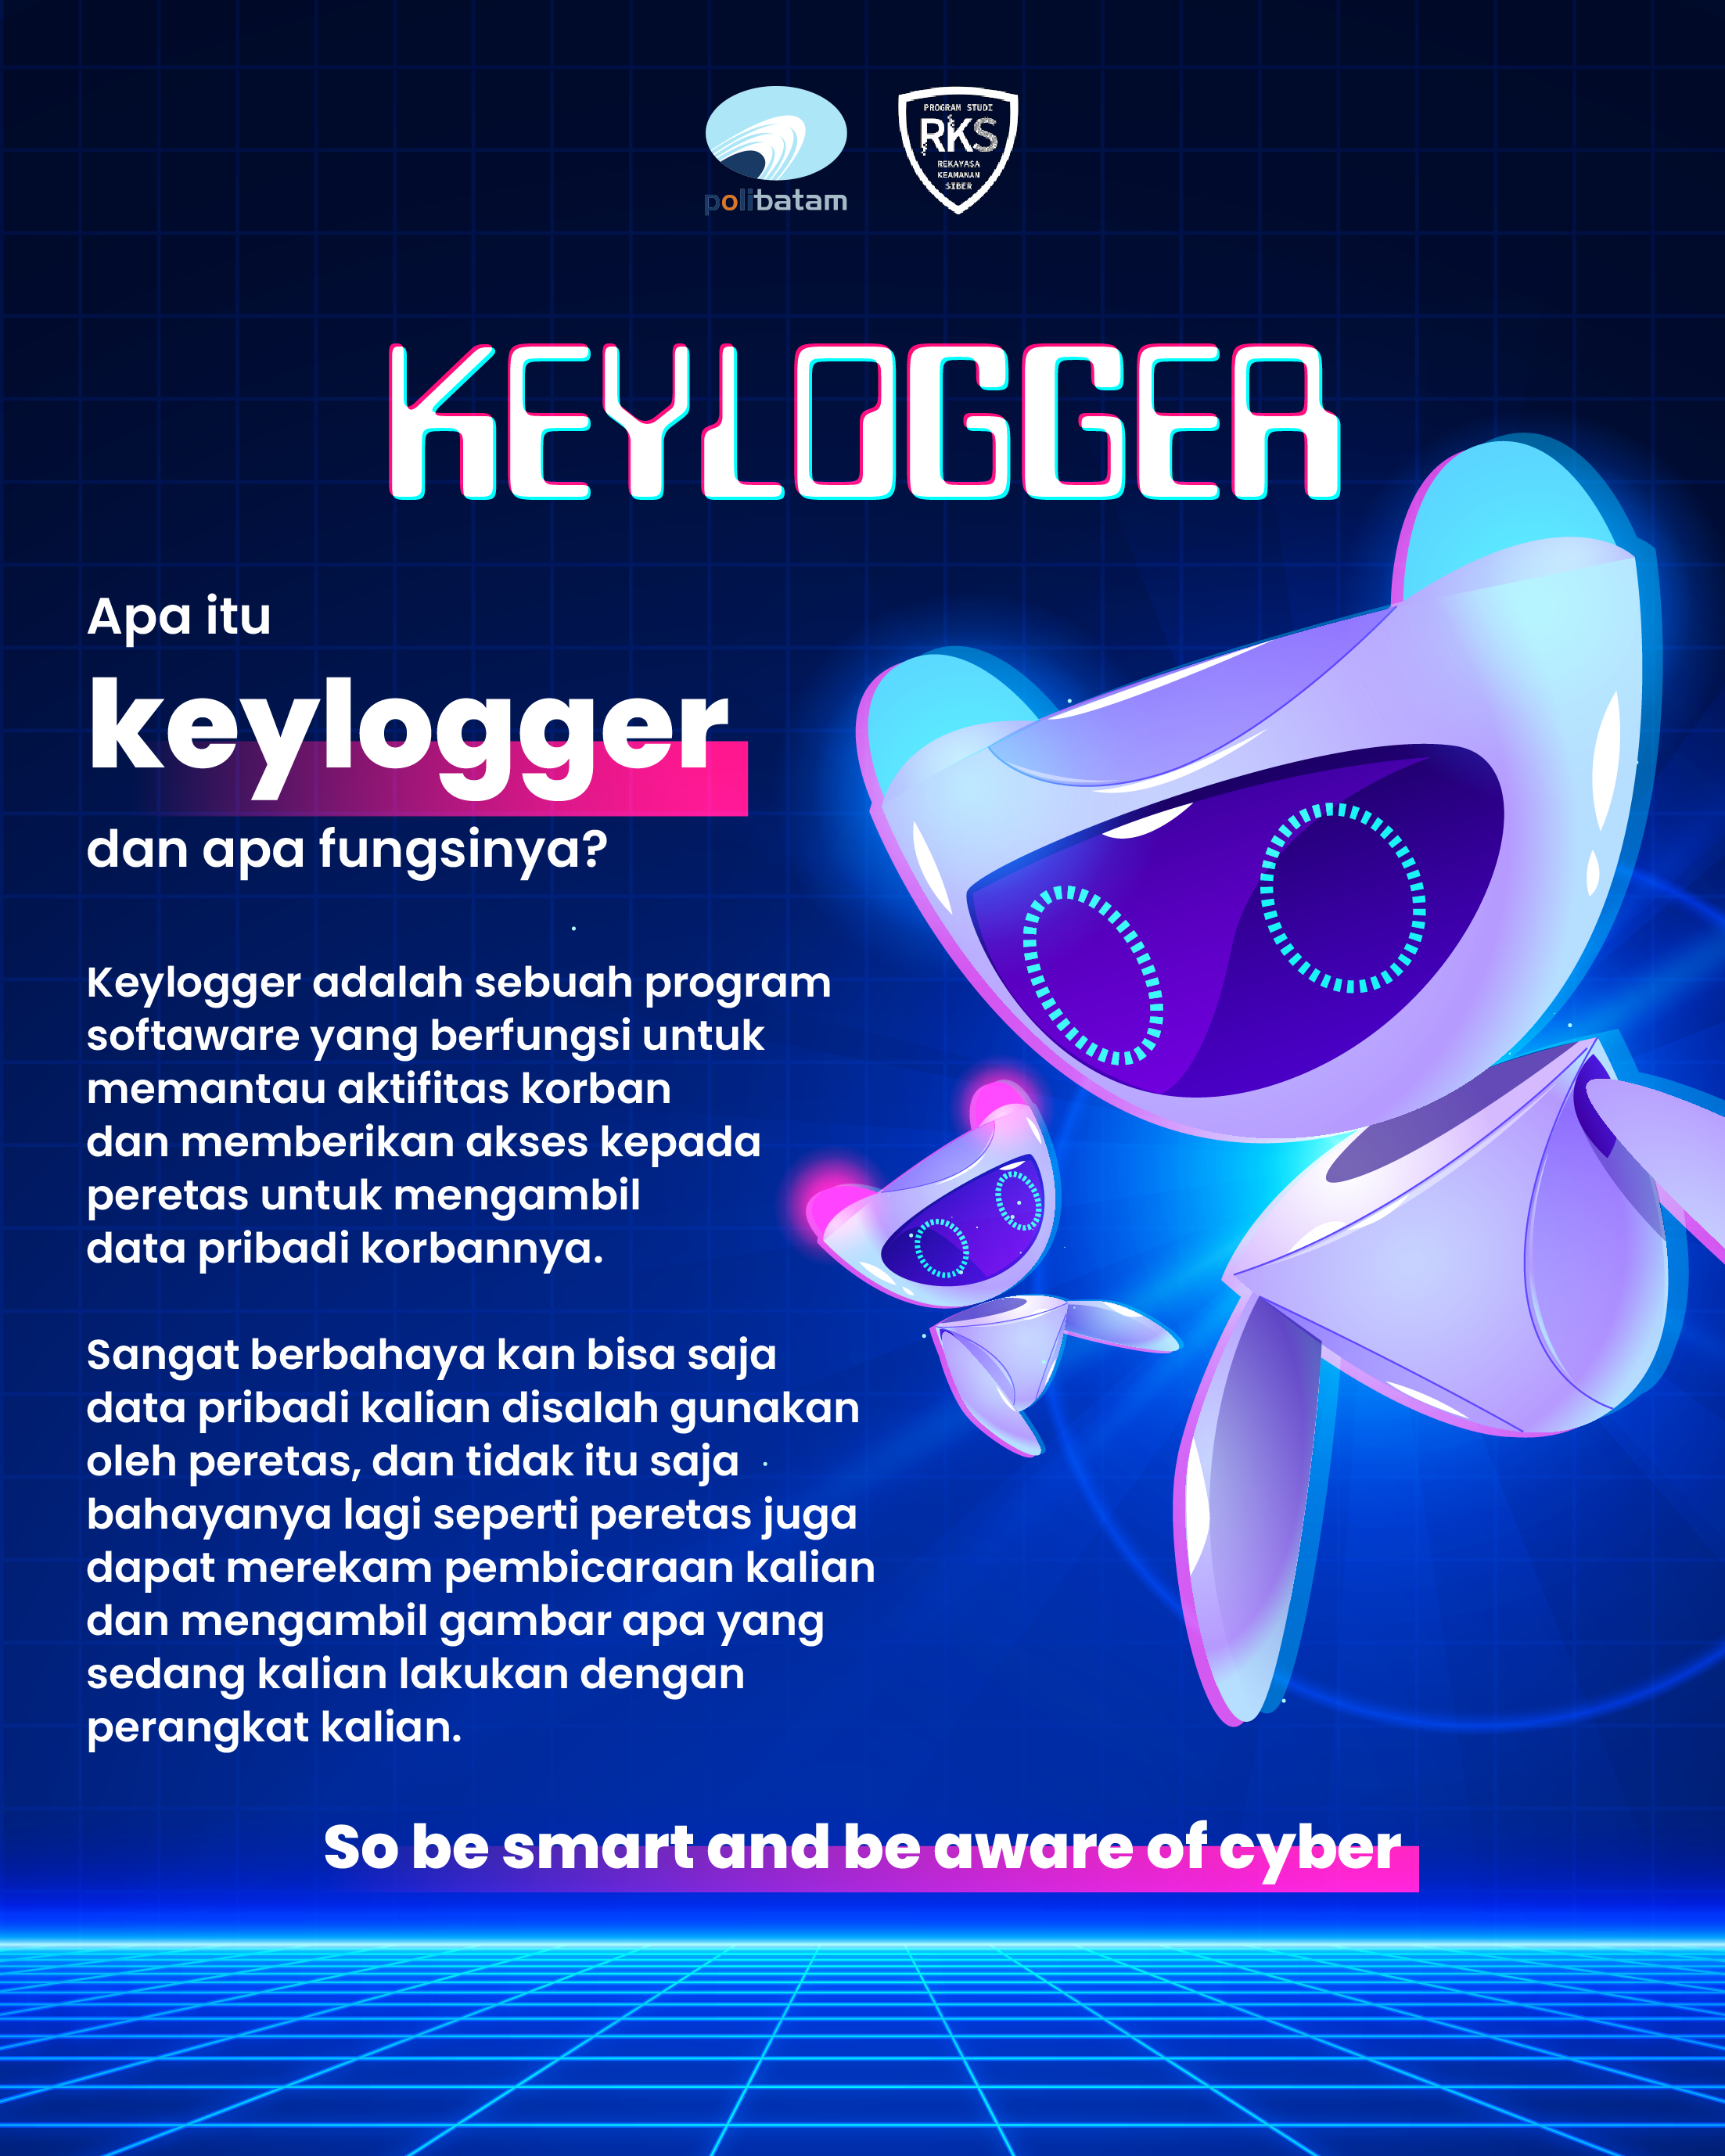 polibatam
PROGRAM STUDI
RKS
REKAYASA
KEAMANAN
SIBER
KEYLOGGER
Apa itu
keylogger
dan apa fungsinya?
Keylogger adalah sebuah program
softaware yang berfungsi untuk
memantau aktifitas korban
dan memberikan akses kepada
peretas untuk mengambil
data pribadi korbannya.
Sangat berbahaya kan bisa saja
data pribadi kalian disalah gunakan
oleh peretas, dan tidak itu saja
bahayanya lagi seperti peretas juga
dapat merekam pembicaraan kalian
dan mengambil gambar apa yang
sedang kalian lakukan dengan
perangkat kalian.
So be smart and be aware of cyber